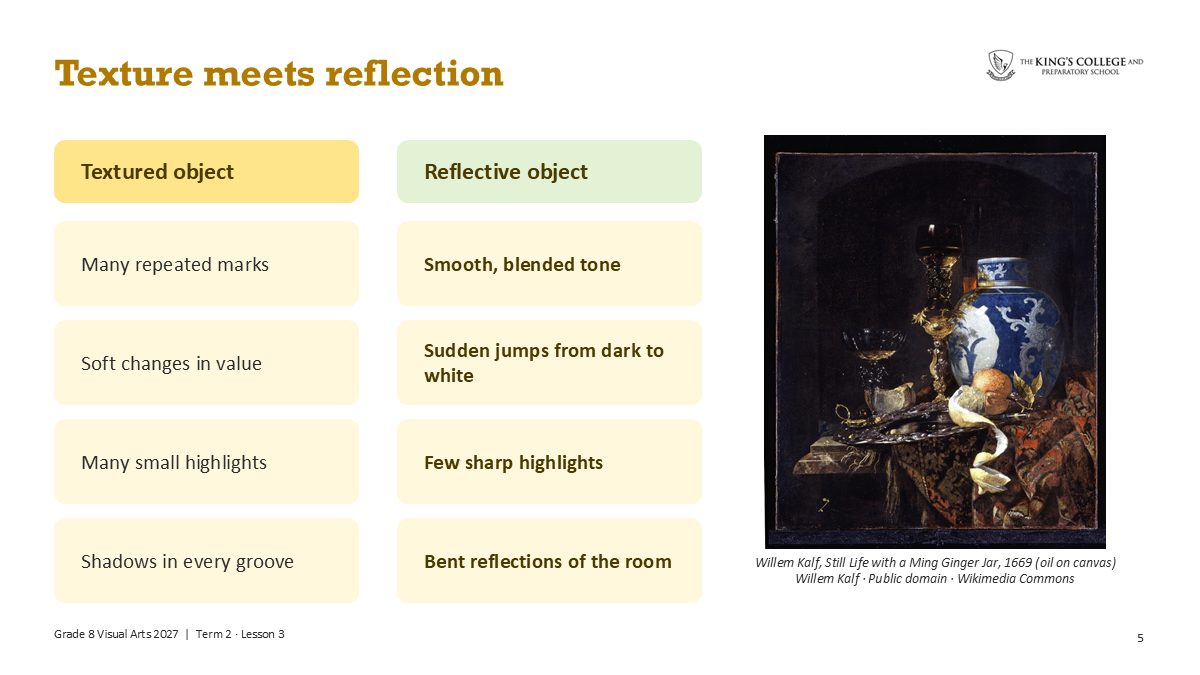 Texture meets reflection
THE KING'S COLLEGE AND
PREPARATORY SCHOOL
Textured object
Reflective object
Many repeated marks
Smooth, blended tone
Soft changes in value
Sudden jumps from dark to
white
Many small highlights
Few sharp highlights
Shadows in every groove
Bent reflections of the room
Willem Kalf, Still Life with a Ming Ginger Jar, 1669 (oil on canvas)
Willem Kalf · Public domain · Wikimedia Commons
Grade 8 Visual Arts 2027 | Term 2 · Lesson 3
5